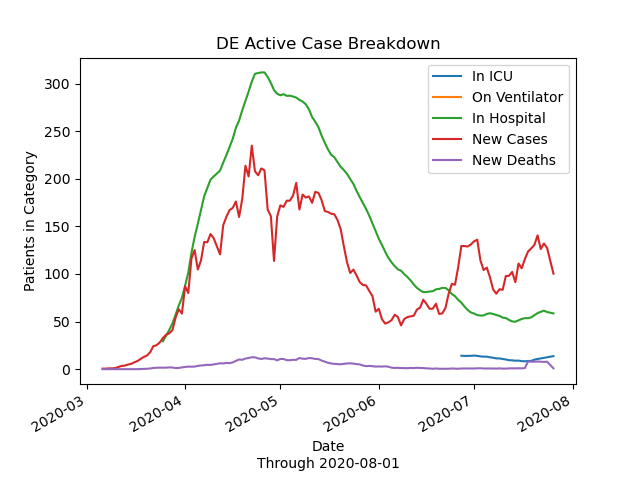 DE Active Case Breakdown
Patients in Category
300
250
200
150
100
50
0
In ICU
On Ventilator
In Hospital
New Cases
New Deaths
2020-03
2020-04
2020-05
2020-06
2020-07
2020-08
Date
Through 2020-08-01